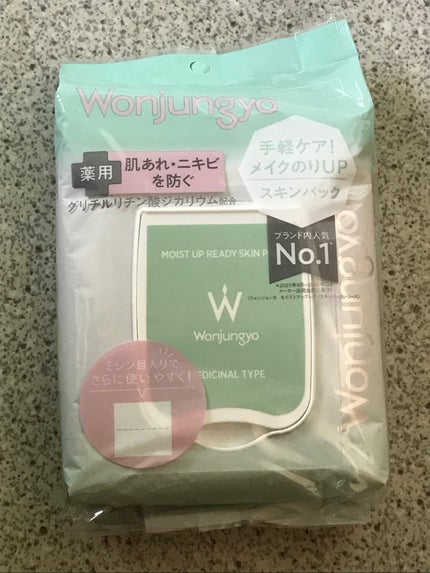 Wonjungyo
手軽ケア!
メイクのりUP
スキンパック
薬用
肌あれ・ニキビ
を防ぐ
グリチルリチン酸ジカリウム配合
ブランド内人気
No.1
MOIST UP READY SKIN P
W
Wonjungyo
MEDICINAL TYPE
ミシン目入りで
さらに使いやすく!
Wonjungyo